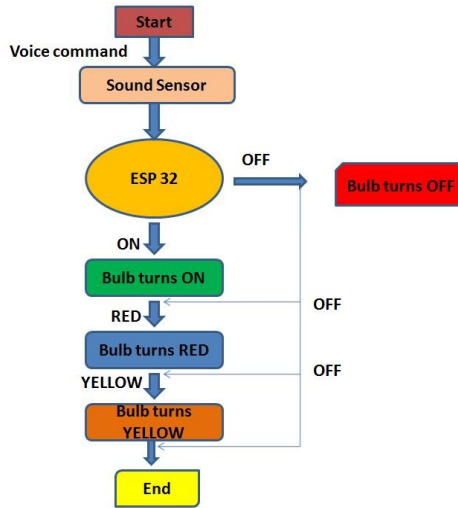 Start
Voice command
Sound Sensor
ESP 32
OFF
Bulb turns OFF
ON
Bulb turns ON
OFF
RED
Bulb turns RED
OFF
YELLOW
Bulb turns
YELLOW
End